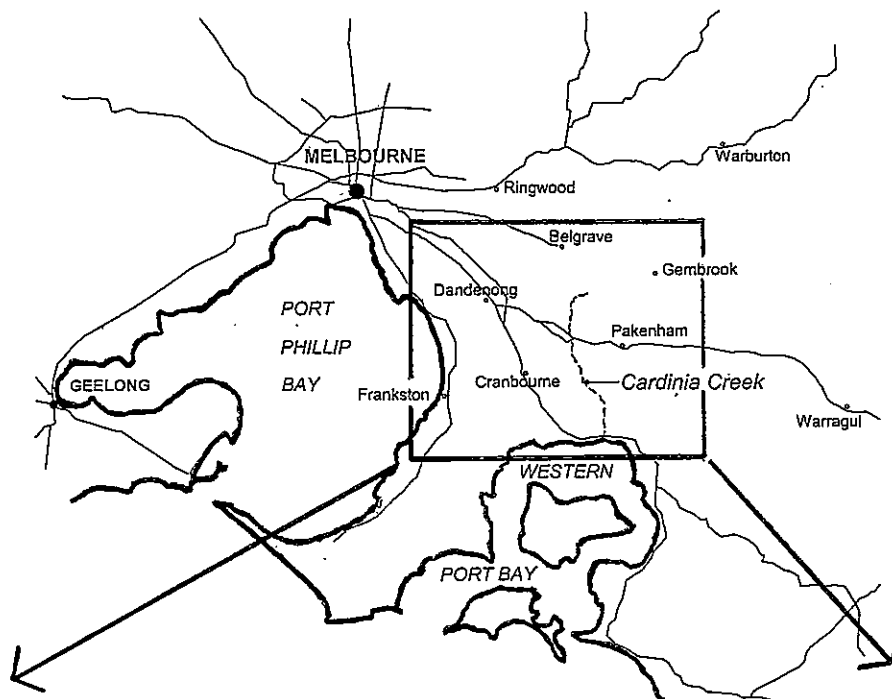 MELBOURNE
Warburton
Ringwood
Belgrave
Gembrook
Dandenong
PORT
PHILLIP
BAY
Pakenham
GEELONG
Frankston
Cranbourne
Cardinia Creek
Warragul
WESTERN
PORT BAY